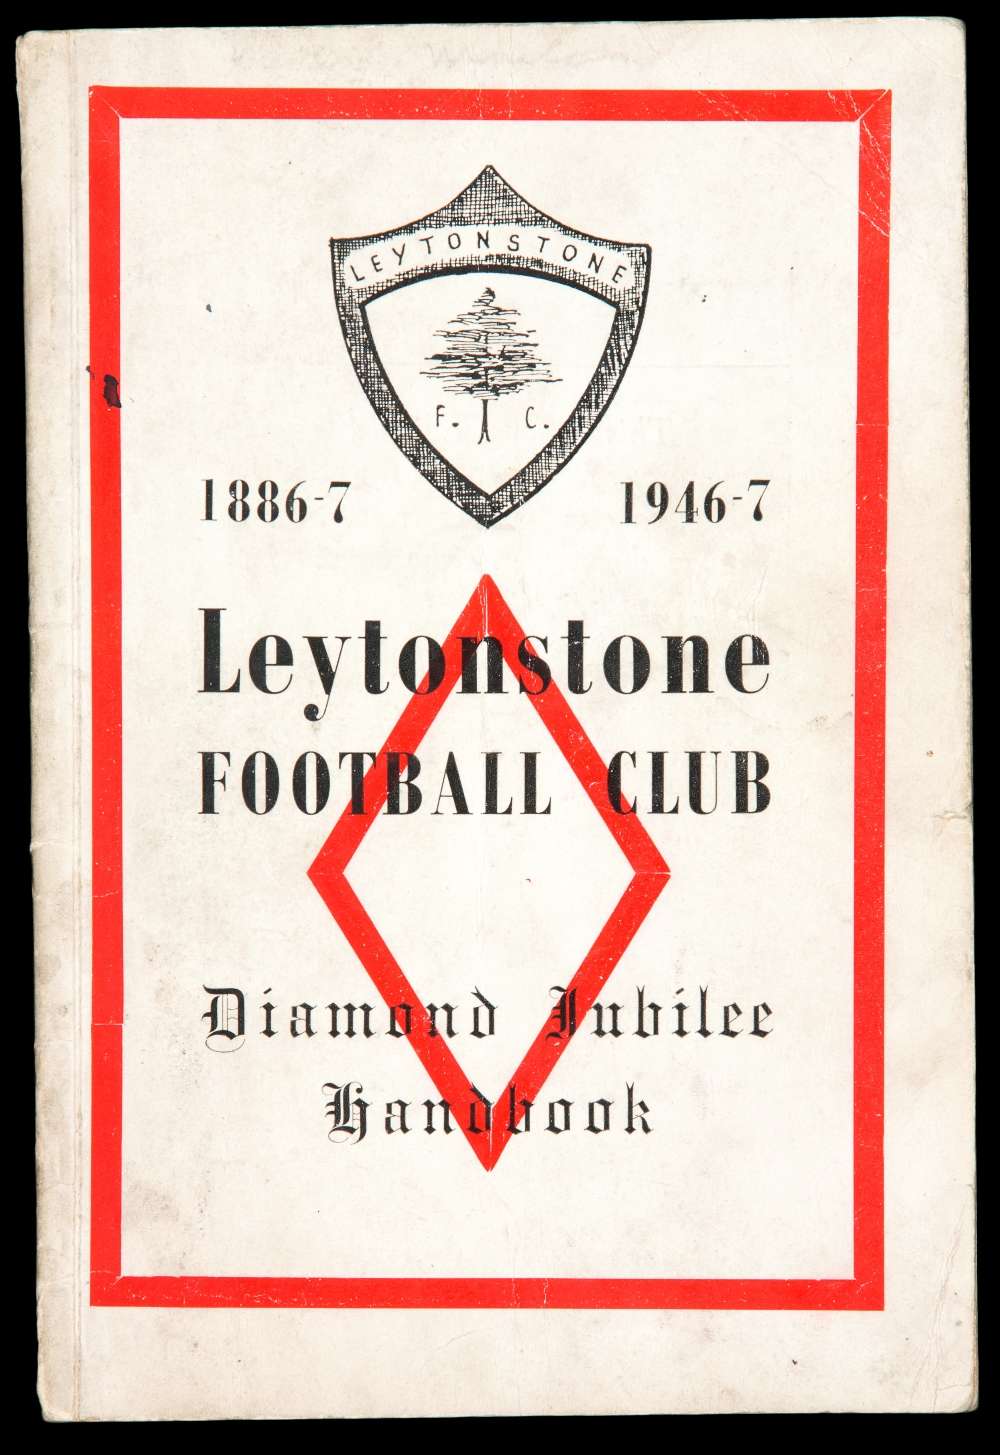 LEYTONSTONE
F. C.
1886-7 1946-7
Leytonstone
FOOTBALL CLUB
Diamond Jubilee
Handbook